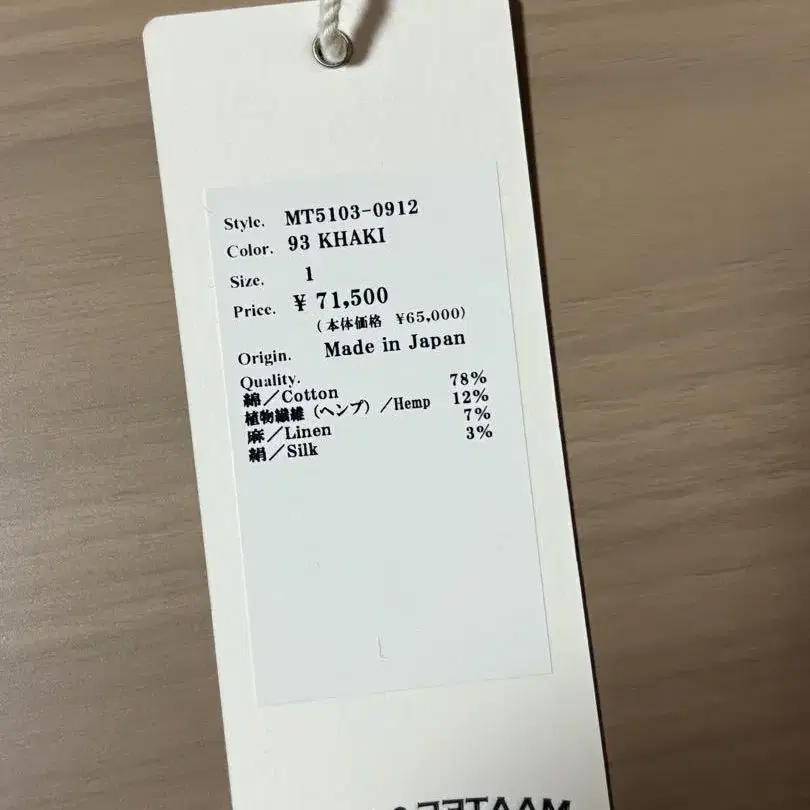 Style. MT5103-0912
Color. 93 KHAKI
Size. 1
Price. ¥ 71,500
(本体価格 ¥65,000)
Origin. Made in Japan
Quality.
綿/Cotton 78%
植物繊維 (ヘンプ) /Hemp 12%
麻/Linen 7%
絹/Silk 3%
MAATEE &